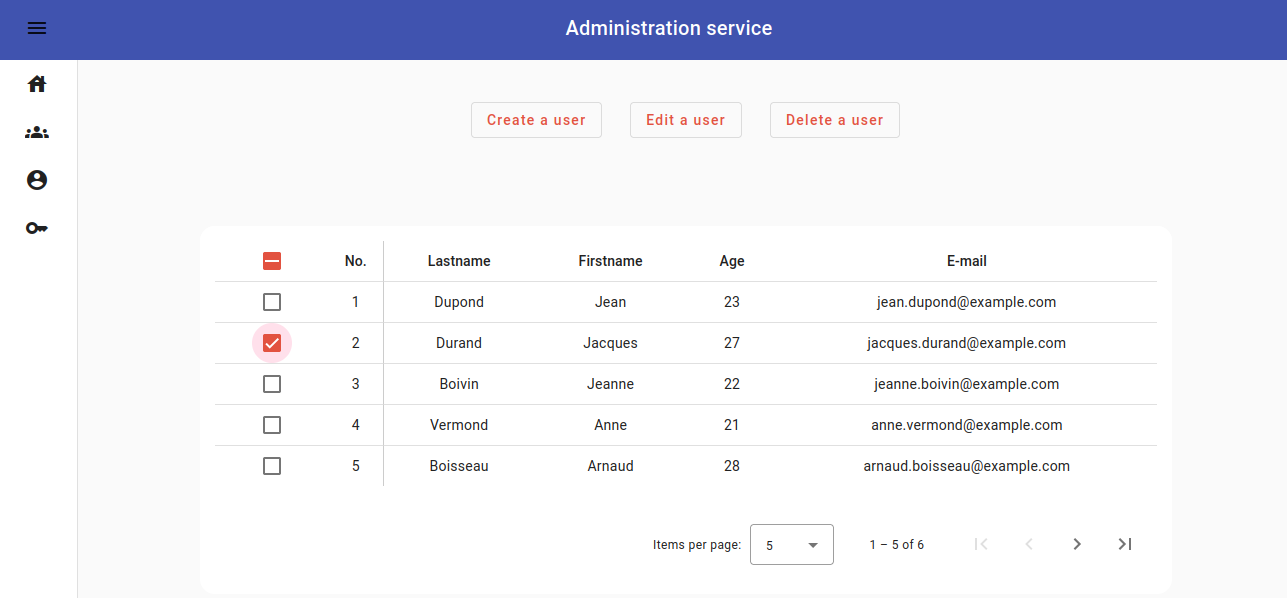 Administration service
Create a user Edit a user Delete a user
No. Lastname Firstname Age E-mail
1 Dupond Jean 23 jean.dupond@example.com
2 Durand Jacques 27 jacques.durand@example.com
3 Boivin Jeanne 22 jeanne.boivin@example.com
4 Vermond Anne 21 anne.vermond@example.com
5 Boisseau Arnaud 28 arnaud.boisseau@example.com
Items per page: 5 1 – 5 of 6